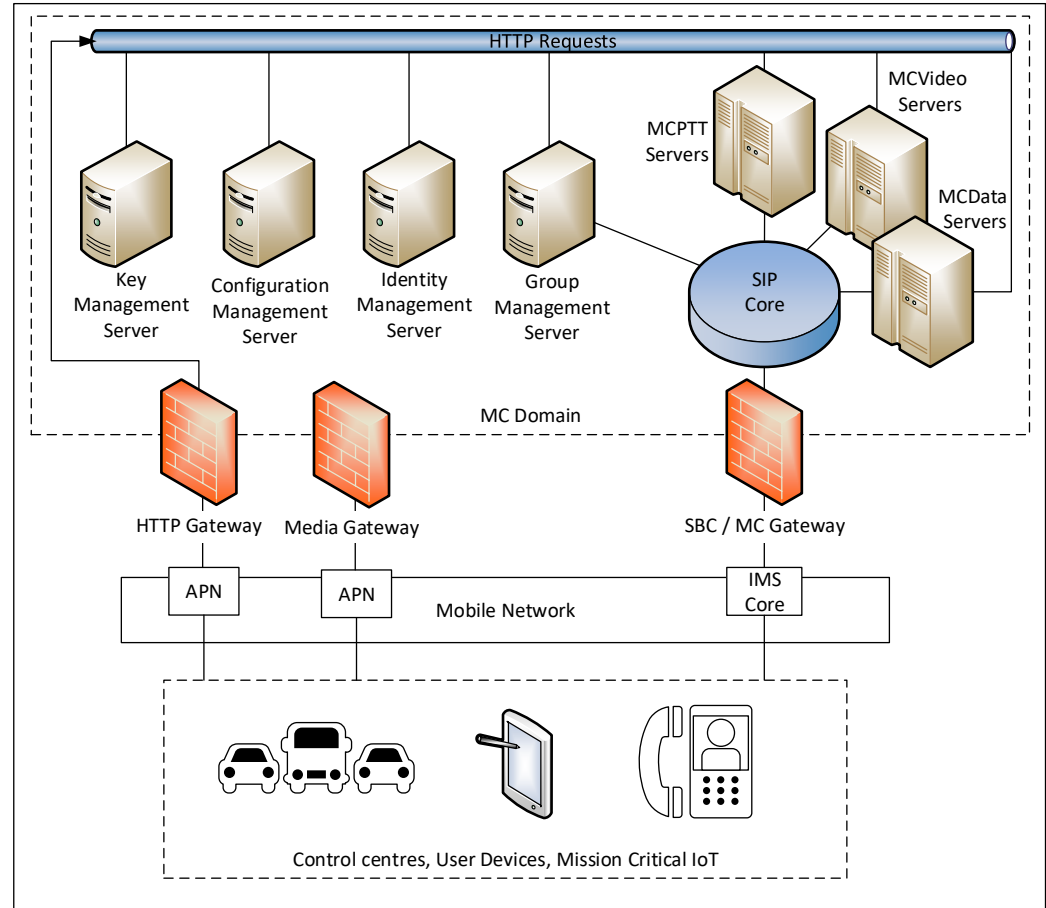 HTTP Requests
MCVideo
Servers
MCPTT
Servers
MCData
Servers
Key
Management
Server
Configuration
Management
Server
Identity
Management
Server
Group
Management
Server
SIP
Core
MC Domain
HTTP Gateway
Media Gateway
SBC / MC Gateway
APN
APN
IMS
Core
Mobile Network
Control centres, User Devices, Mission Critical IoT